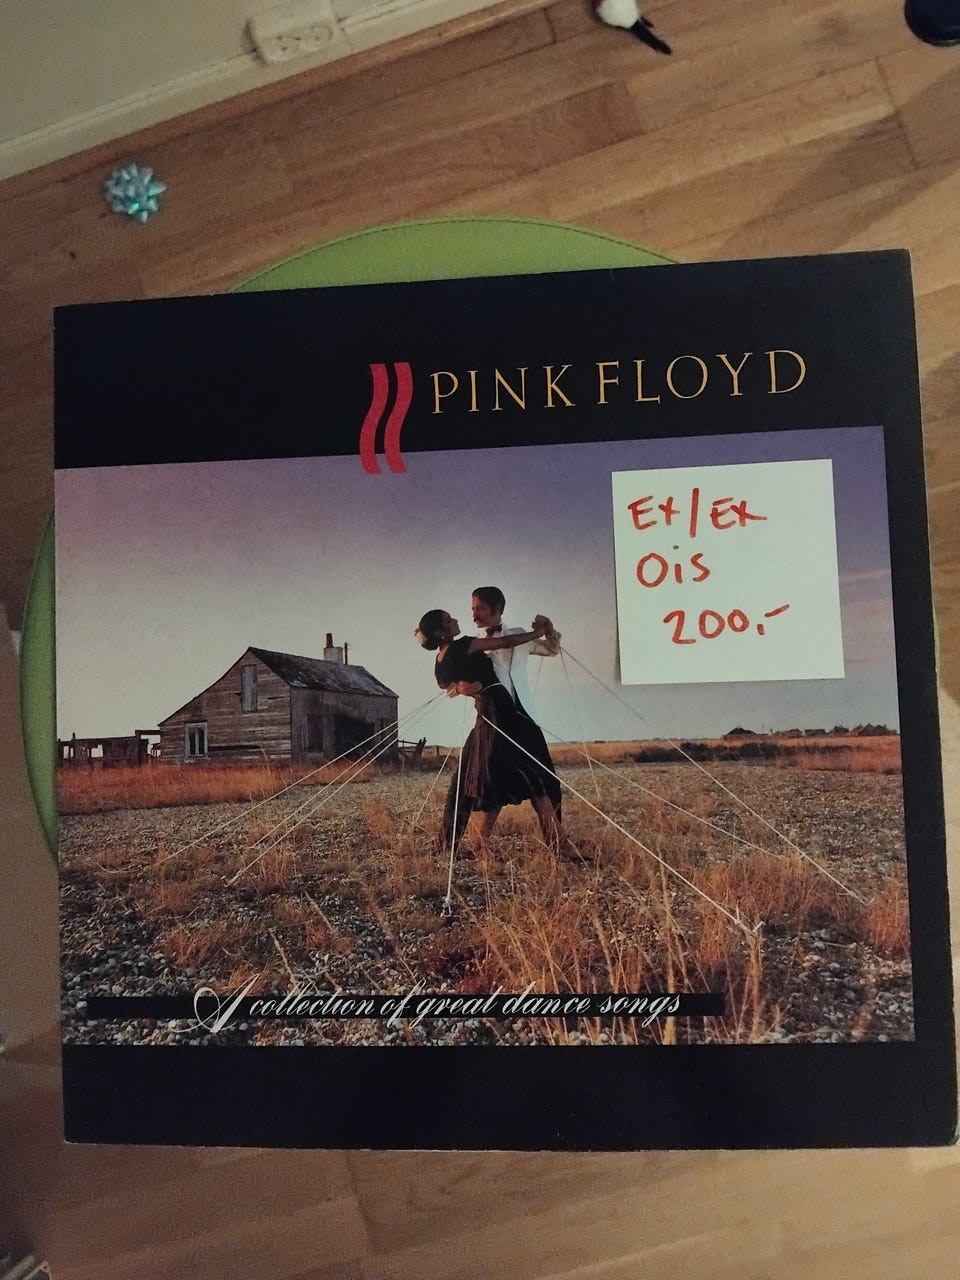 PINK FLOYD
Ex/Ex
Ois
200,-
A collection of great dance songs